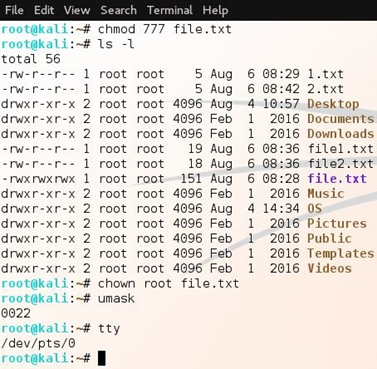 File Edit View Search Terminal Help
root@kali:~# chmod 777 file.txt
root@kali:~# ls -l
total 56
-rw-r--r-- 1 root root    5 Aug  6 08:29 1.txt
-rw-r--r-- 1 root root    5 Aug  6 08:42 2.txt
drwxr-xr-x 2 root root 4096 Aug  4 10:57 Desktop
drwxr-xr-x 2 root root 4096 Feb  1  2016 Documents
drwxr-xr-x 2 root root 4096 Feb  1  2016 Downloads
-rw-r--r-- 1 root root   19 Aug  6 08:36 file1.txt
-rw-r--r-- 1 root root   18 Aug  6 08:36 file2.txt
-rwxrwxrwx 1 root root  151 Aug  6 08:28 file.txt
drwxr-xr-x 2 root root 4096 Feb  1  2016 Music
drwxr-xr-x 2 root root 4096 Aug  4 14:34 OS
drwxr-xr-x 2 root root 4096 Feb  1  2016 Pictures
drwxr-xr-x 2 root root 4096 Feb  1  2016 Public
drwxr-xr-x 2 root root 4096 Feb  1  2016 Templates
drwxr-xr-x 2 root root 4096 Feb  1  2016 Videos
root@kali:~# chown root file.txt
root@kali:~# umask
0022
root@kali:~# tty
/dev/pts/0
root@kali:~#